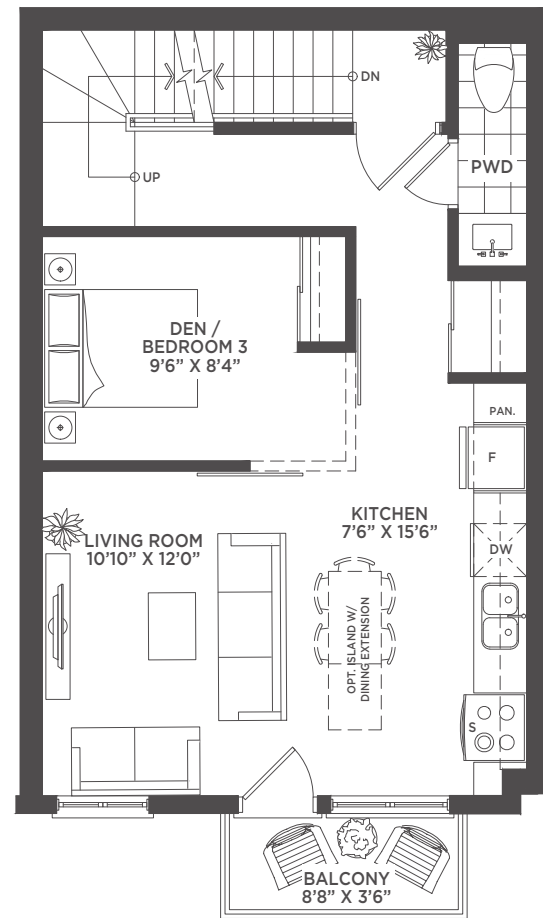 DN
UP
PWD
DEN /
BEDROOM 3
9'6" X 8'4"
PAN.
F
KITCHEN
7'6" X 15'6"
LIVING ROOM
10'10" X 12'0"
DW
OPT. ISLAND W/
DINING EXTENSION
S
BALCONY
8'8" X 3'6"